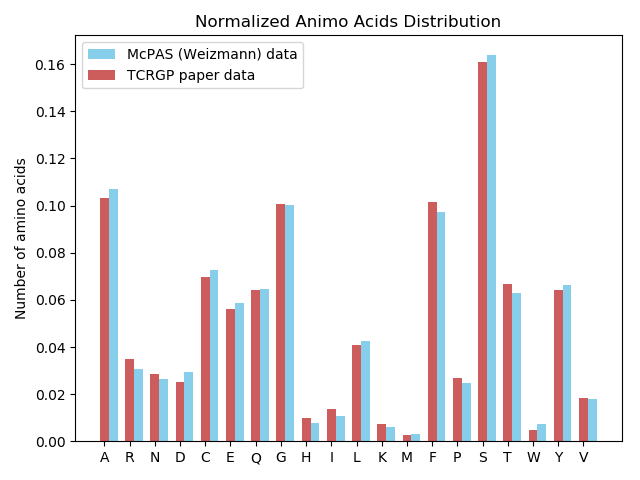 Normalized Animo Acids Distribution
McPAS (Weizmann) data
TCRGP paper data
Number of amino acids
0.16
0.14
0.12
0.10
0.08
0.06
0.04
0.02
0.00
A R N D C E Q G H I L K M F P S T W Y V